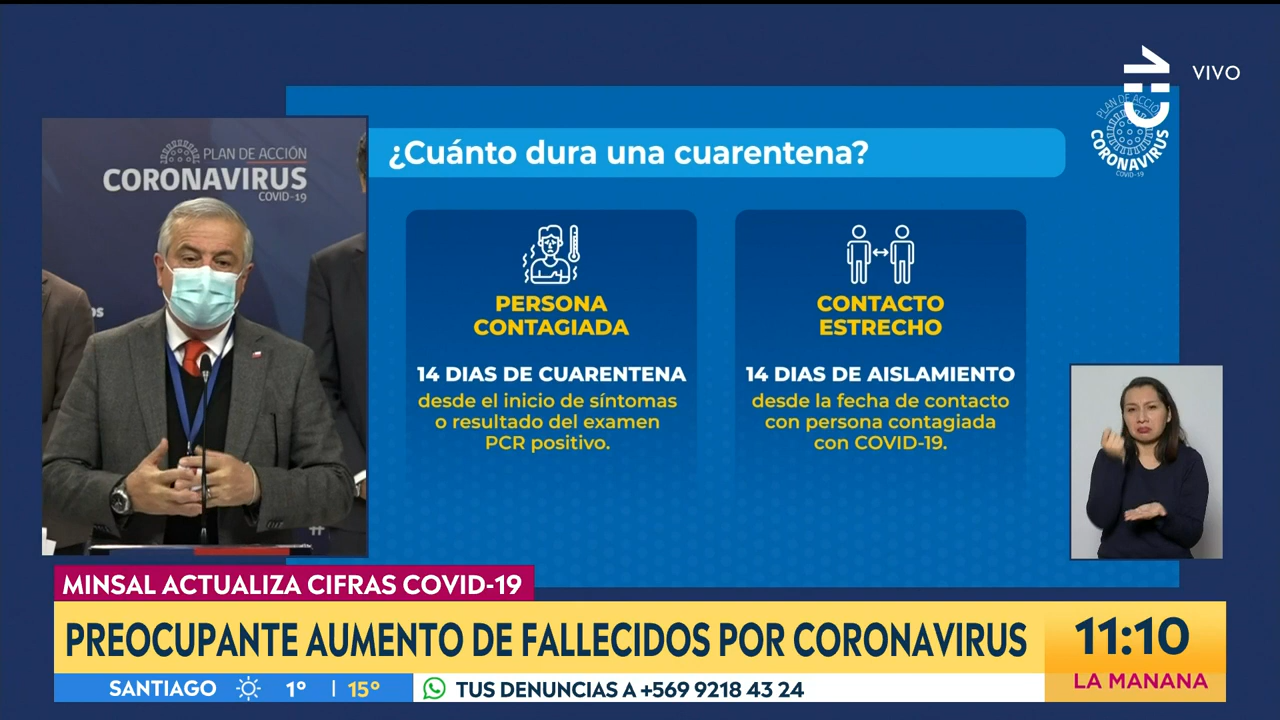 VIVO
PLAN DE ACCIÓN
CORONAVIRUS
COVID-19
PLAN DE ACCIÓN
CORONAVIRUS
COVID-19
os
¿Cuánto dura una cuarentena?
PERSONA
CONTAGIADA
14 DIAS DE CUARENTENA
desde el inicio de síntomas
o resultado del examen
PCR positivo.
CONTACTO
ESTRECHO
14 DIAS DE AISLAMIENTO
desde la fecha de contacto
con persona contagiada
con COVID-19.
MINSAL ACTUALIZA CIFRAS COVID-19
PREOCUPANTE AUMENTO DE FALLECIDOS POR CORONAVIRUS
11:10
LA MANANA
SANTIAGO 1° | 15°
TUS DENUNCIAS A +569 9218 43 24